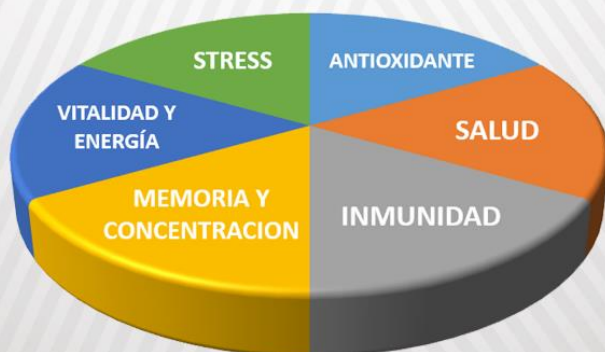 STRESS
ANTIOXIDANTE
VITALIDAD Y
ENERGÍA
SALUD
MEMORIA Y
CONCENTRACION
INMUNIDAD